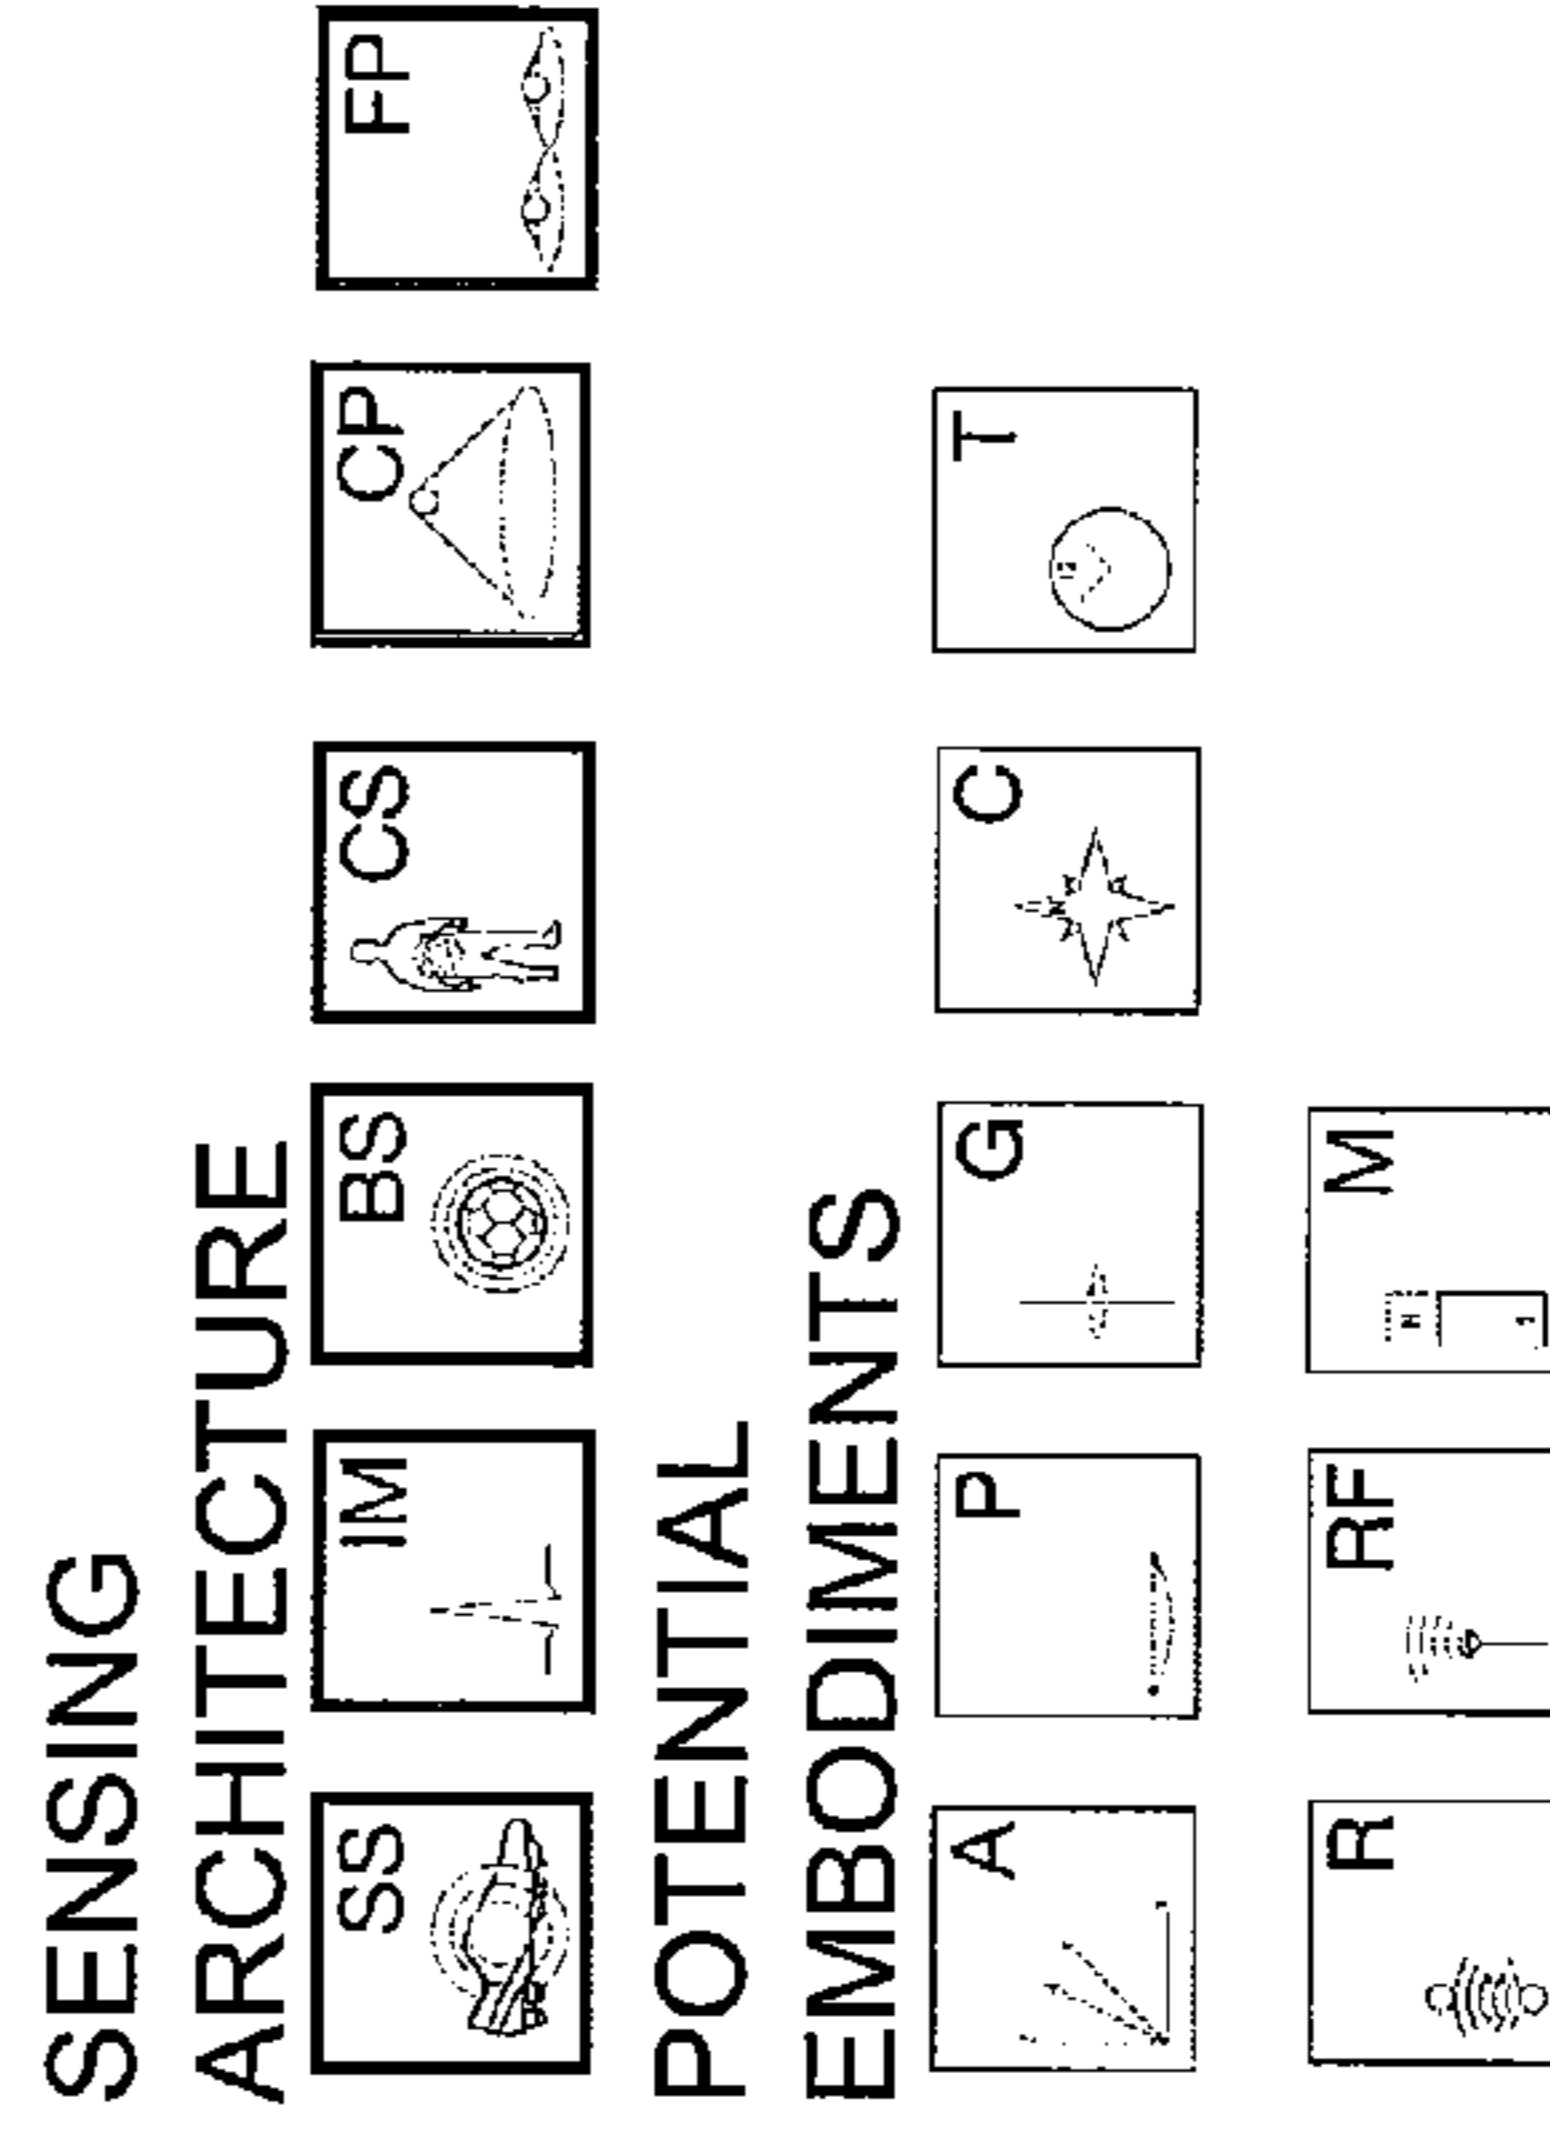 SENSING
ARCHITECTURE
SS IM BS CS CP FP
POTENTIAL
EMBODIMENTS
A P G C T
R RF M